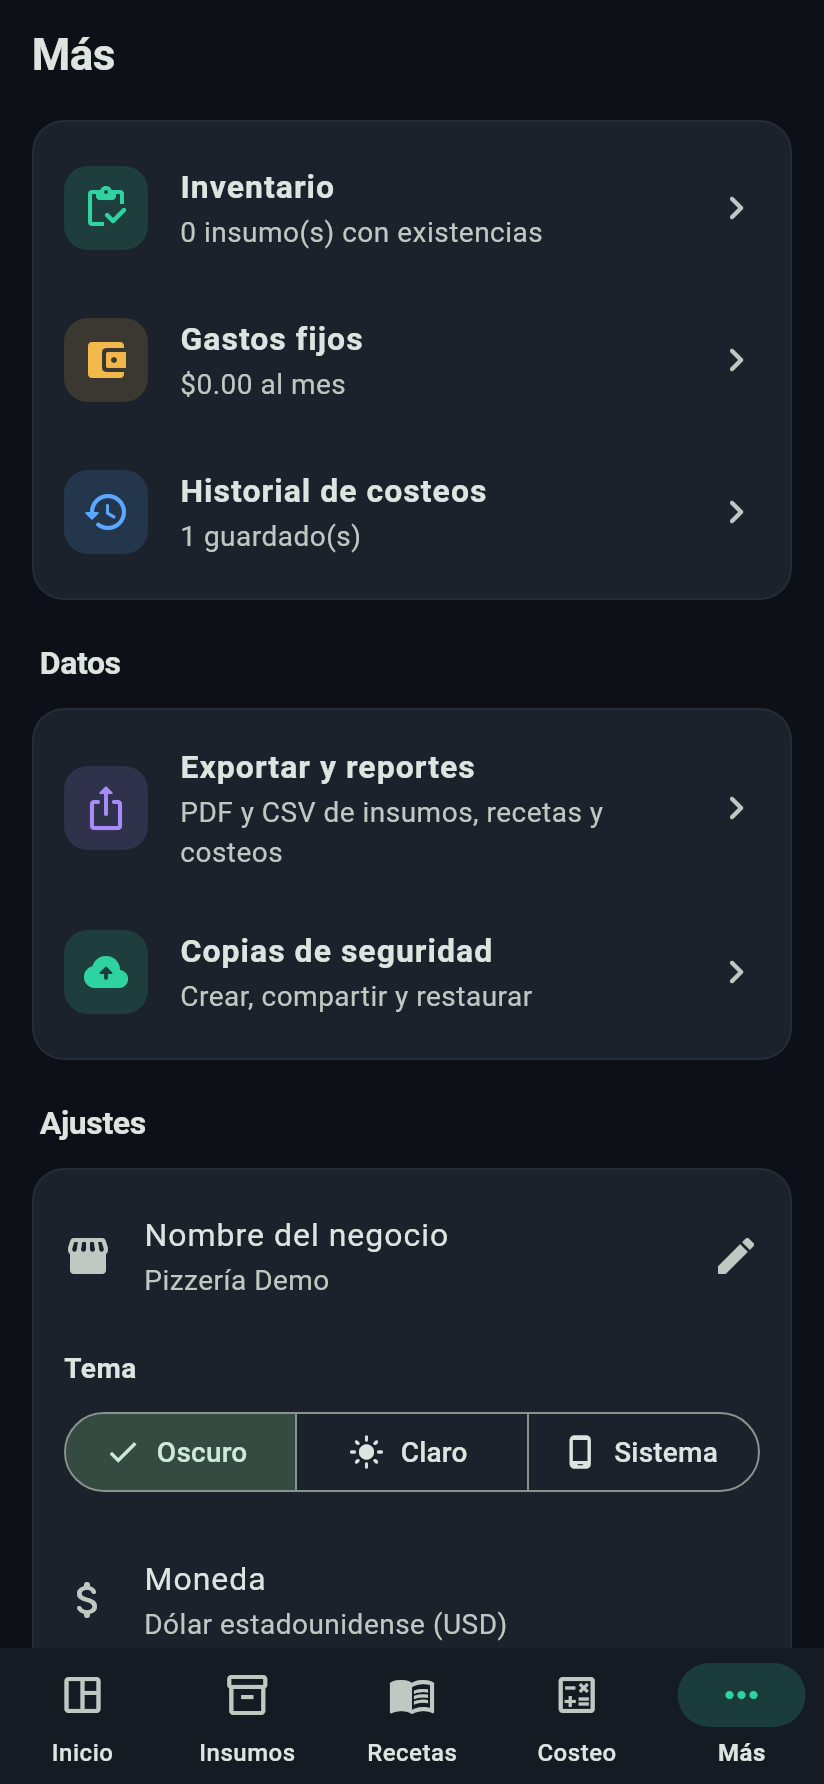 Más
Inventario
0 insumo(s) con existencias
Gastos fijos
$0.00 al mes
Historial de costeos
1 guardado(s)
Datos
Exportar y reportes
PDF y CSV de insumos, recetas y
costeos
Copias de seguridad
Crear, compartir y restaurar
Ajustes
Nombre del negocio
Pizzería Demo
Tema
Oscuro
Claro
Sistema
Moneda
Dólar estadounidense (USD)
Inicio
Insumos
Recetas
Costeo
Más